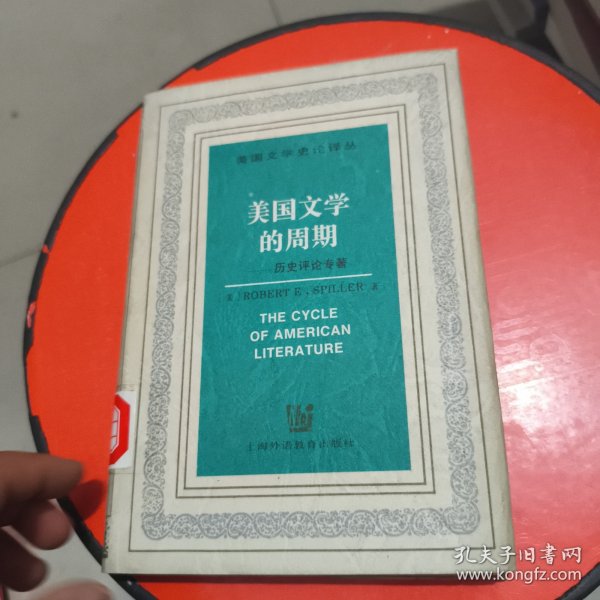 美国文学史论译丛
美国文学
的周期
——历史评论专著
美 ROBERT E. SPILLER 著
THE CYCLE
OF AMERICAN
LITERATURE
上海外语教育出版社
孔夫子旧书网
www.kongfz.com